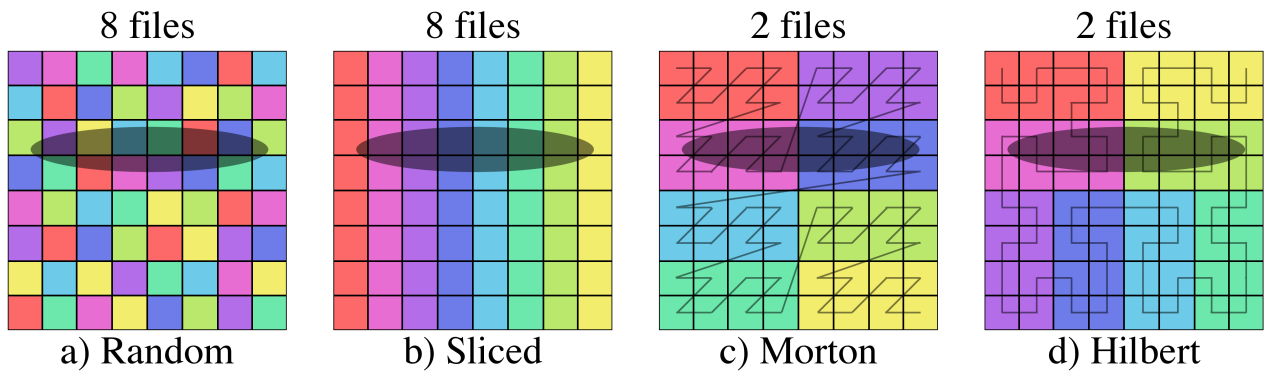 8 files
8 files
2 files
2 files
a) Random
b) Sliced
c) Morton
d) Hilbert